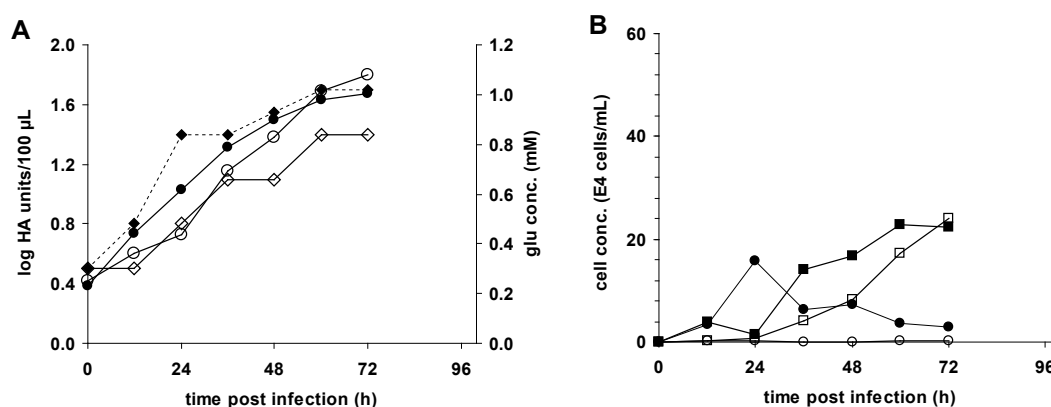 A
2.0
1.6
1.2
0.8
0.4
0.0
log HA units/100 µL
1.2
1.0
0.8
0.6
0.4
0.2
0.0
glu conc. (mM)
0 24 48 72 96
time post infection (h)
B
60
40
20
0
cell conc. (E4 cells/mL)
0 24 48 72 96
time post infection (h)